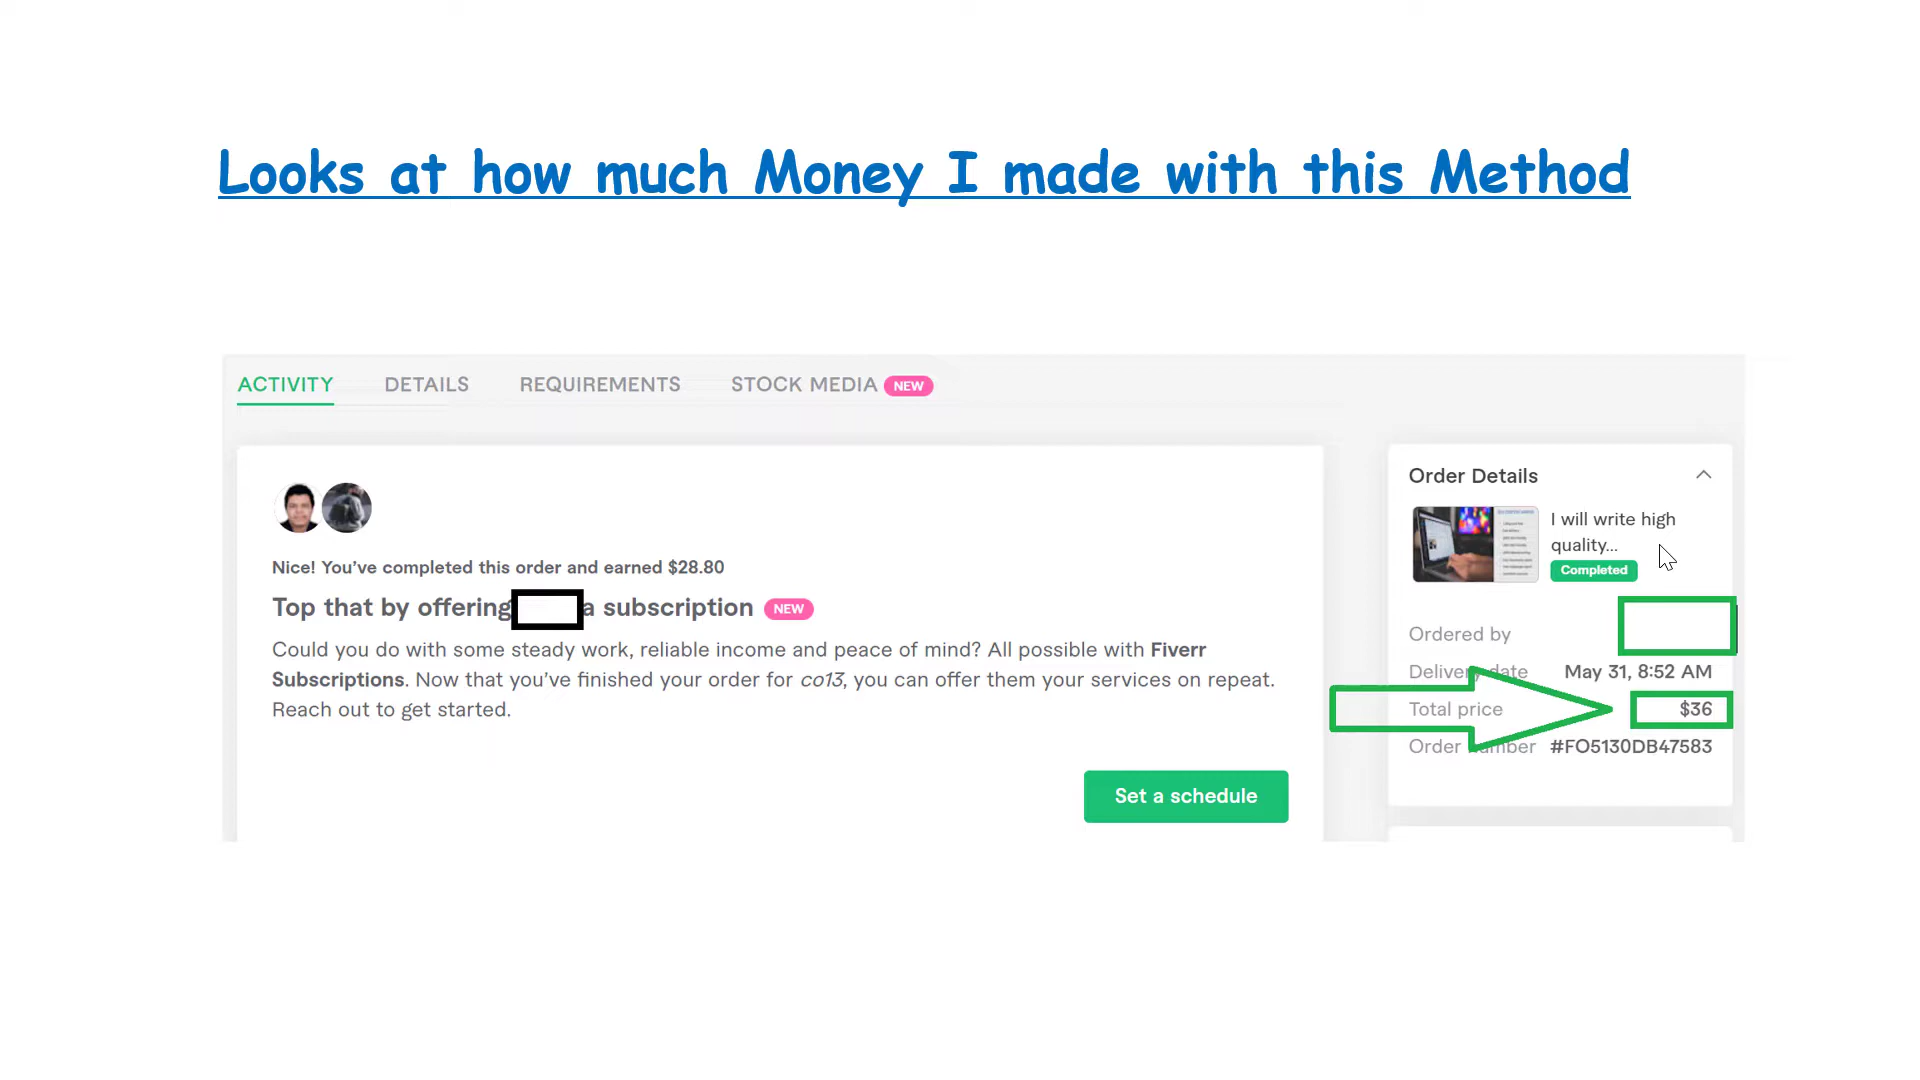 Looks at how much Money I made with this Method
ACTIVITY DETAILS REQUIREMENTS STOCK MEDIA NEW
Nice! You've completed this order and earned $28.80
Top that by offering a subscription NEW
Could you do with some steady work, reliable income and peace of mind? All possible with Fiverr
Subscriptions. Now that you've finished your order for co13, you can offer them your services on repeat.
Reach out to get started.
Set a schedule
Order Details
I will write high
quality...
Completed
Ordered by
Delivery date May 31, 8:52 AM
Total price $36
Order number #FO5130DB47583